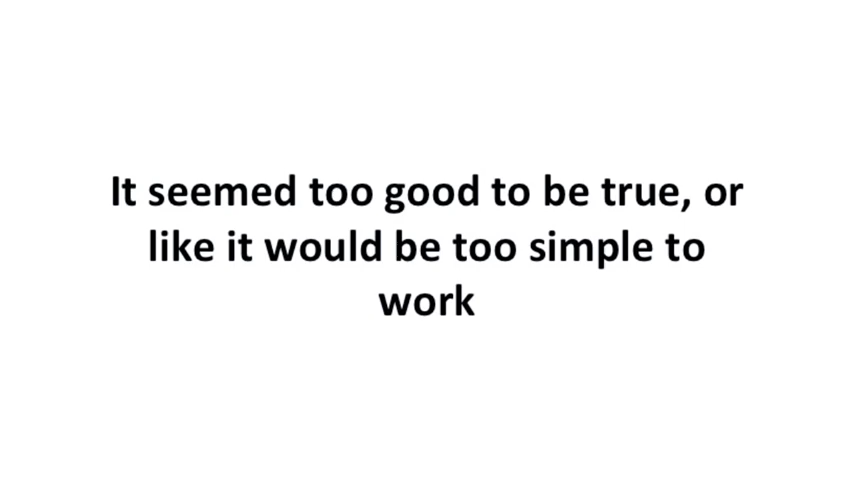 It seemed too good to be true, or
like it would be too simple to
work